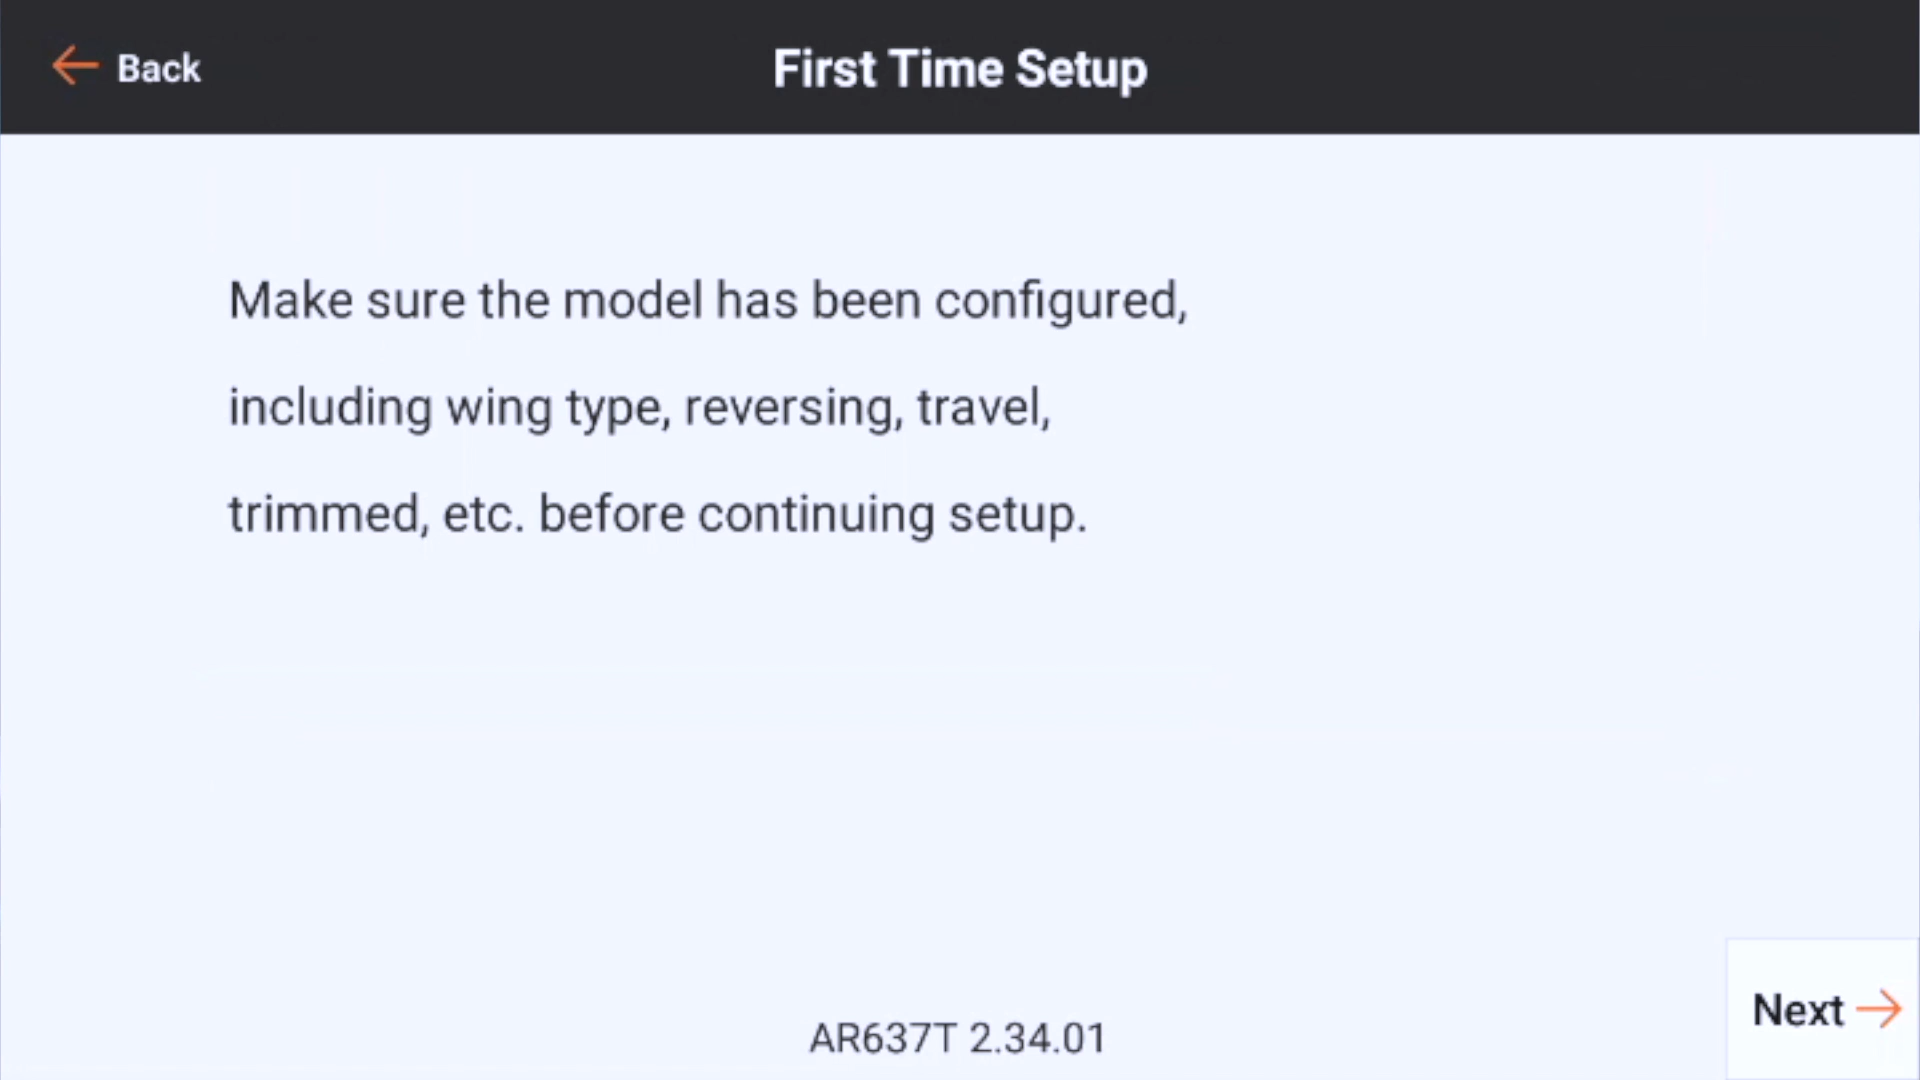 Back
First Time Setup
Make sure the model has been configured,
including wing type, reversing, travel,
trimmed, etc. before continuing setup.
Next
AR637T 2.34.01